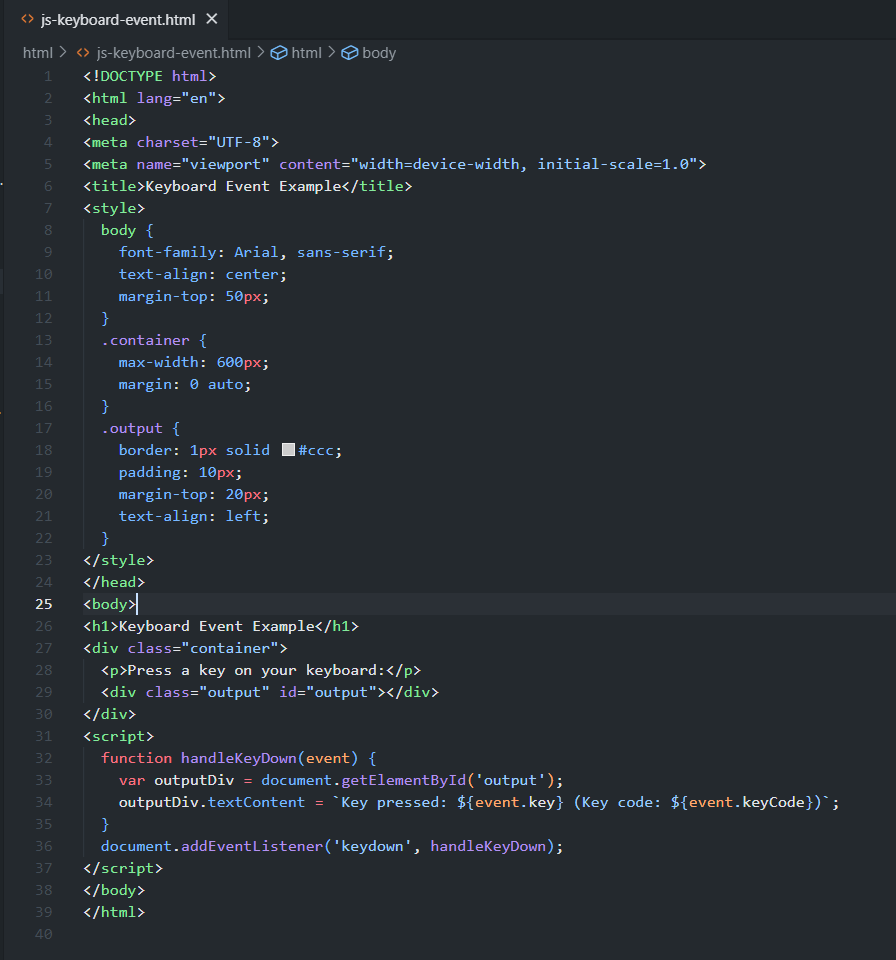 js-keyboard-event.html ×
html > js-keyboard-event.html > html > body
1 <!DOCTYPE html>
2 <html lang="en">
3 <head>
4 <meta charset="UTF-8">
5 <meta name="viewport" content="width=device-width, initial-scale=1.0">
6 <title>Keyboard Event Example</title>
7 <style>
8   body {
9     font-family: Arial, sans-serif;
10     text-align: center;
11     margin-top: 50px;
12   }
13   .container {
14     max-width: 600px;
15     margin: 0 auto;
16   }
17   .output {
18     border: 1px solid #ccc;
19     padding: 10px;
20     margin-top: 20px;
21     text-align: left;
22   }
23 </style>
24 </head>
25 <body>
26 <h1>Keyboard Event Example</h1>
27 <div class="container">
28   <p>Press a key on your keyboard:</p>
29   <div class="output" id="output"></div>
30 </div>
31 <script>
32   function handleKeyDown(event) {
33     var outputDiv = document.getElementById('output');
34     outputDiv.textContent = `Key pressed: ${event.key} (Key code: ${event.keyCode})`;
35   }
36   document.addEventListener('keydown', handleKeyDown);
37 </script>
38 </body>
39 </html>
40